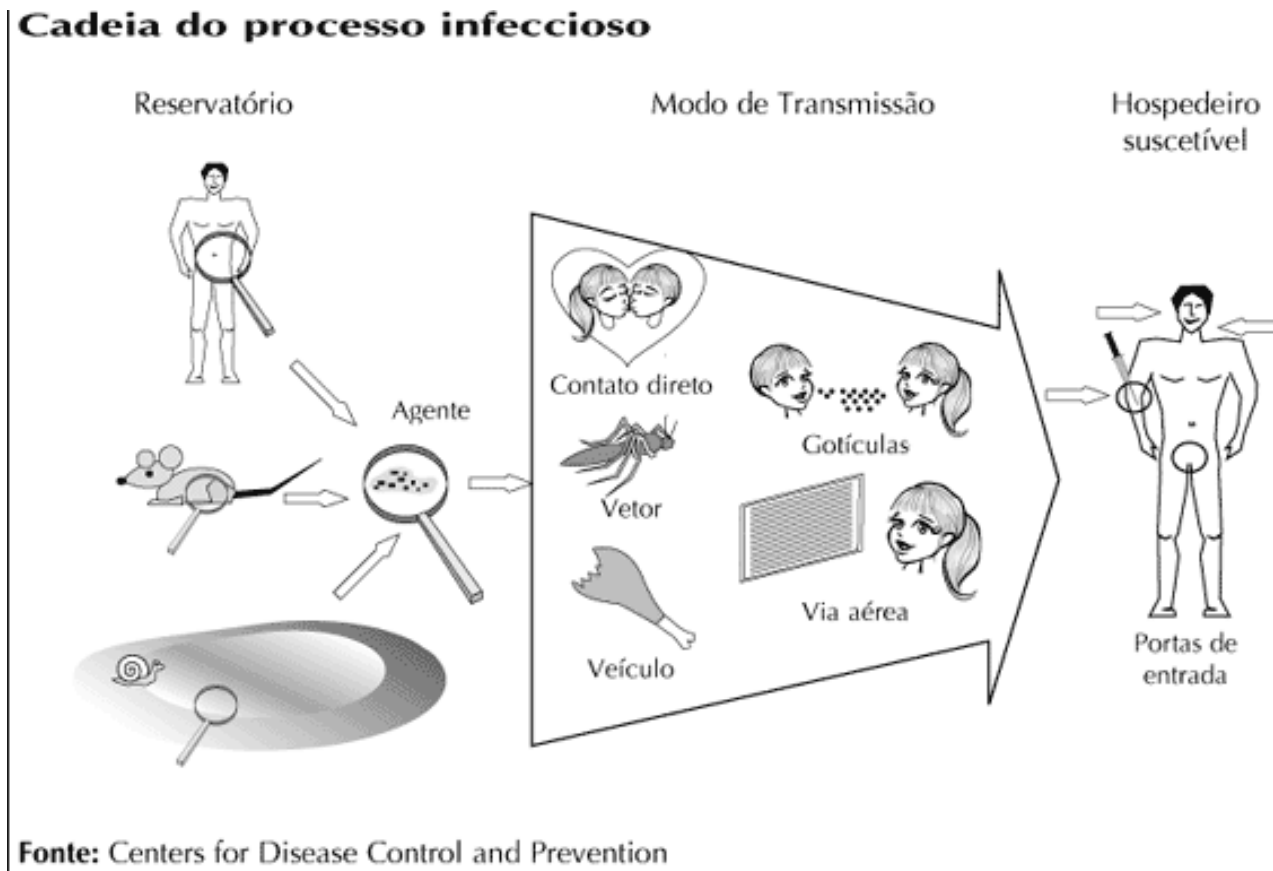 Cadeia do processo infeccioso
Reservatório
Modo de Transmissão
Hospedeiro
suscetível
Agente
Contato direto
Gotículas
Vetor
Via aérea
Veículo
Portas de
entrada
Fonte: Centers for Disease Control and Prevention